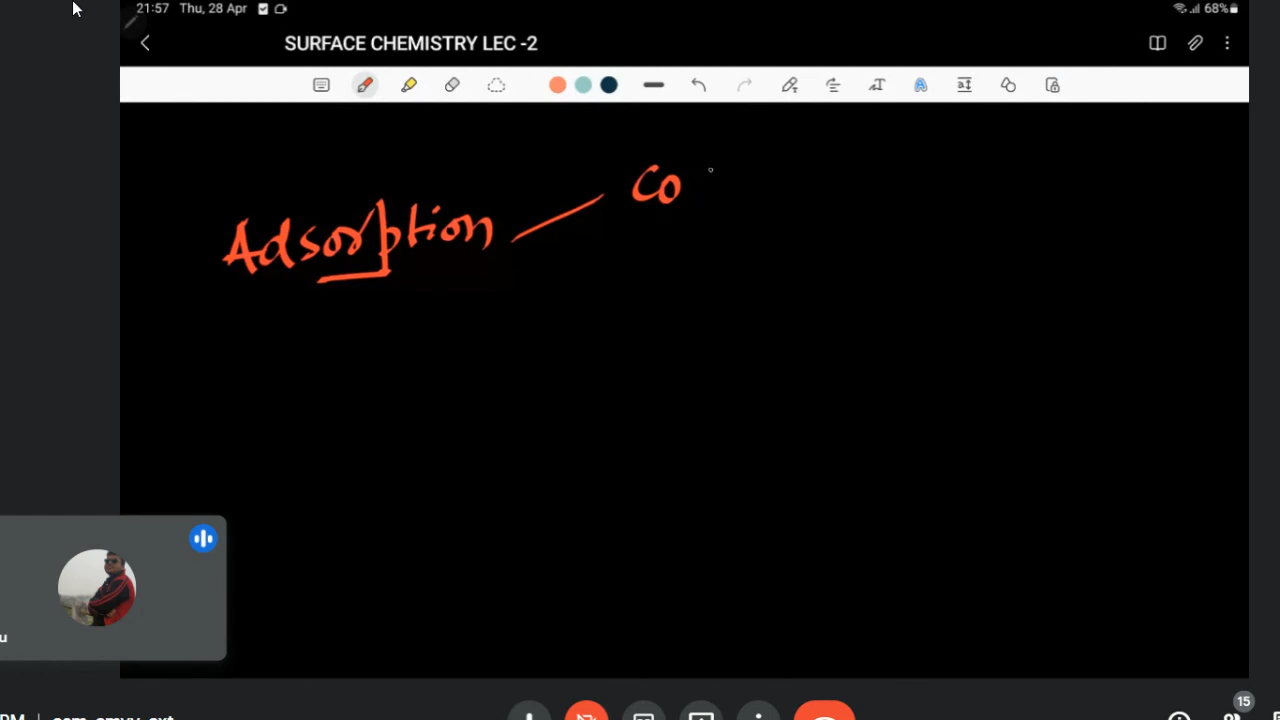 21:57 Thu, 28 Apr
68%
SURFACE CHEMISTRY LEC -2
Co
Adsorption
u
15